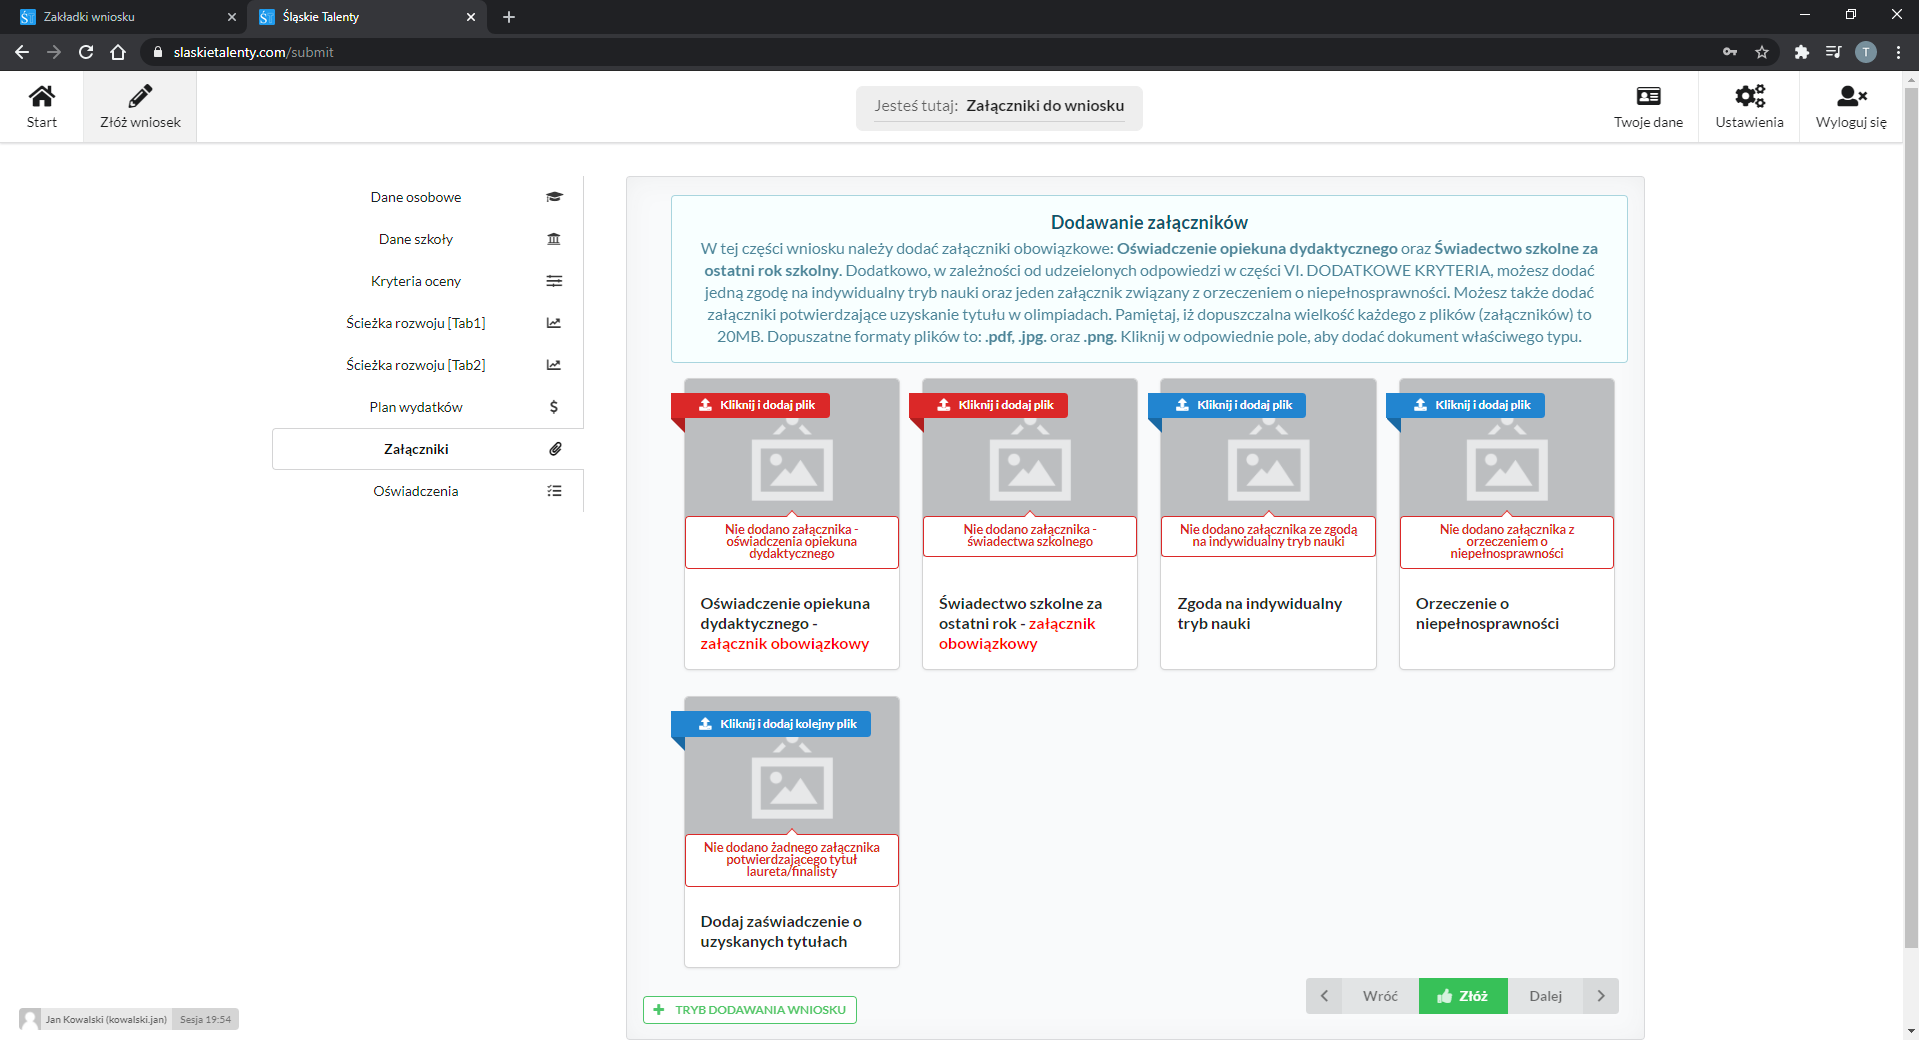 Zakładki wniosku
Śląskie Talenty
slaskietalenty.com/submit
T
Start
Złóż wniosek
Jesteś tutaj: Załączniki do wniosku
Twoje dane
Ustawienia
Wyloguj się
Dane osobowe
Dane szkoły
Kryteria oceny
Ścieżka rozwoju [Tab1]
Ścieżka rozwoju [Tab2]
Plan wydatków
Załączniki
Oświadczenia
Dodawanie załączników
W tej części wniosku należy dodać załączniki obowiązkowe: Oświadczenie opiekuna dydaktycznego oraz Świadectwo szkolne za
ostatni rok szkolny. Dodatkowo, w zależności od udzeielonych odpowiedzi w części VI. DODATKOWE KRYTERIA, możesz dodać
jedną zgodę na indywidualny tryb nauki oraz jeden załącznik związany z orzeczeniem o niepełnosprawności. Możesz także dodać
załączniki potwierdzające uzyskanie tytułu w olimpiadach. Pamiętaj, iż dopuszczalna wielkość każdego z plików (załączników) to
20MB. Dopuszatne formaty plików to: .pdf, .jpg. oraz .png. Kliknij w odpowiednie pole, aby dodać dokument właściwego typu.
Kliknij i dodaj plik
Nie dodano załącznika -
oświadczenia opiekuna
dydaktycznego
Oświadczenie opiekuna
dydaktycznego -
załącznik obowiązkowy
Kliknij i dodaj plik
Nie dodano załącznika -
świadectwa szkolnego
Świadectwo szkolne za
ostatni rok - załącznik
obowiązkowy
Kliknij i dodaj plik
Nie dodano załącznika ze zgodą
na indywidualny tryb nauki
Zgoda na indywidualny
tryb nauki
Kliknij i dodaj plik
Nie dodano załącznika z
orzeczeniem o
niepełnosprawności
Orzeczenie o
niepełnosprawności
Kliknij i dodaj kolejny plik
Nie dodano żadnego załącznika
potwierdzającego tytuł
laureta/finalisty
Dodaj zaświadczenie o
uzyskanych tytułach
TRYB DODAWANIA WNIOSKU
Wróć
Złóż
Dalej
Jan Kowalski (kowalski.jan)
Sesja 19:54